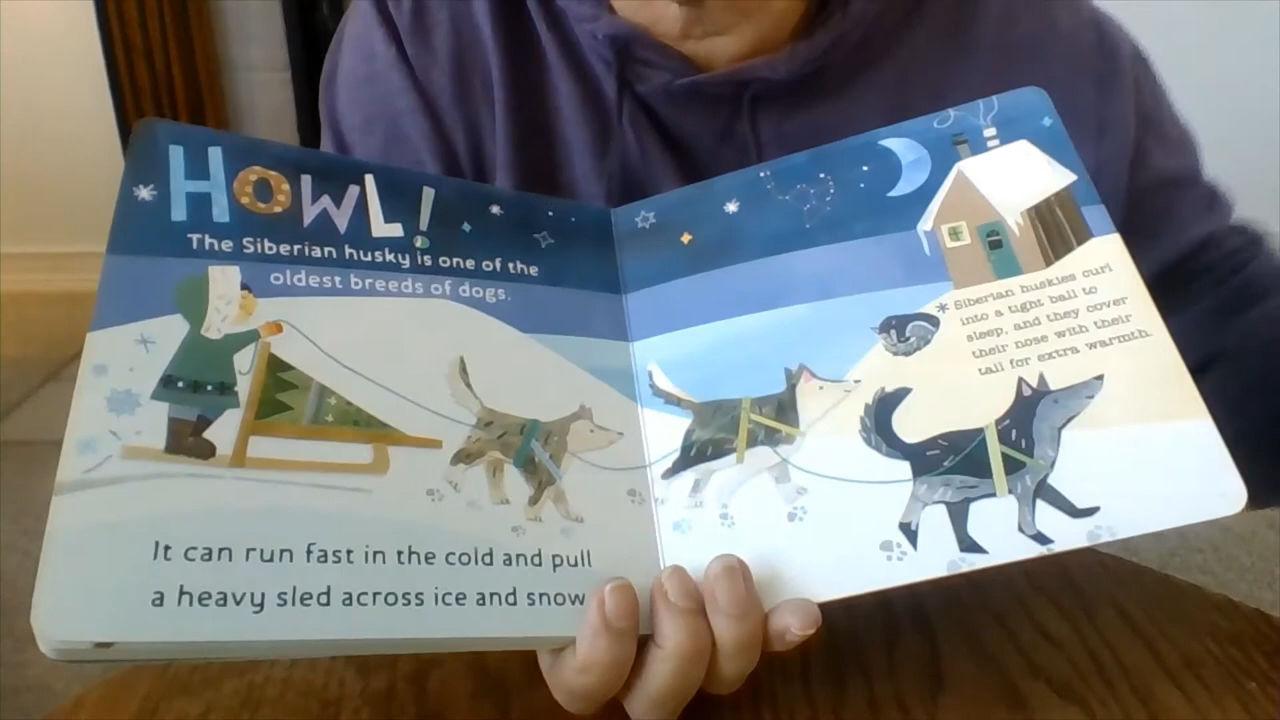 HOWL!
The Siberian husky is one of the
oldest breeds of dogs.
It can run fast in the cold and pull
a heavy sled across ice and snow
* Siberian huskies curl
into a tight ball to
sleep, and they cover
their nose with their
tail for extra warmth.